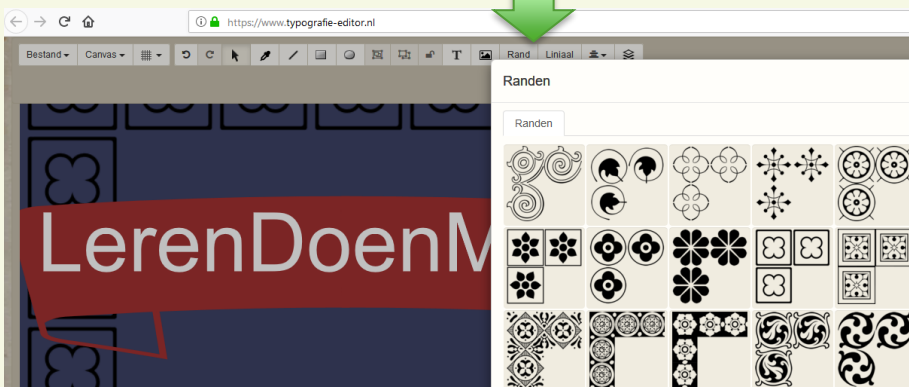 https://www.typografie-editor.nl
Bestand Canvas T Rand Liniaal
Randen
Randen
LerenDoenM